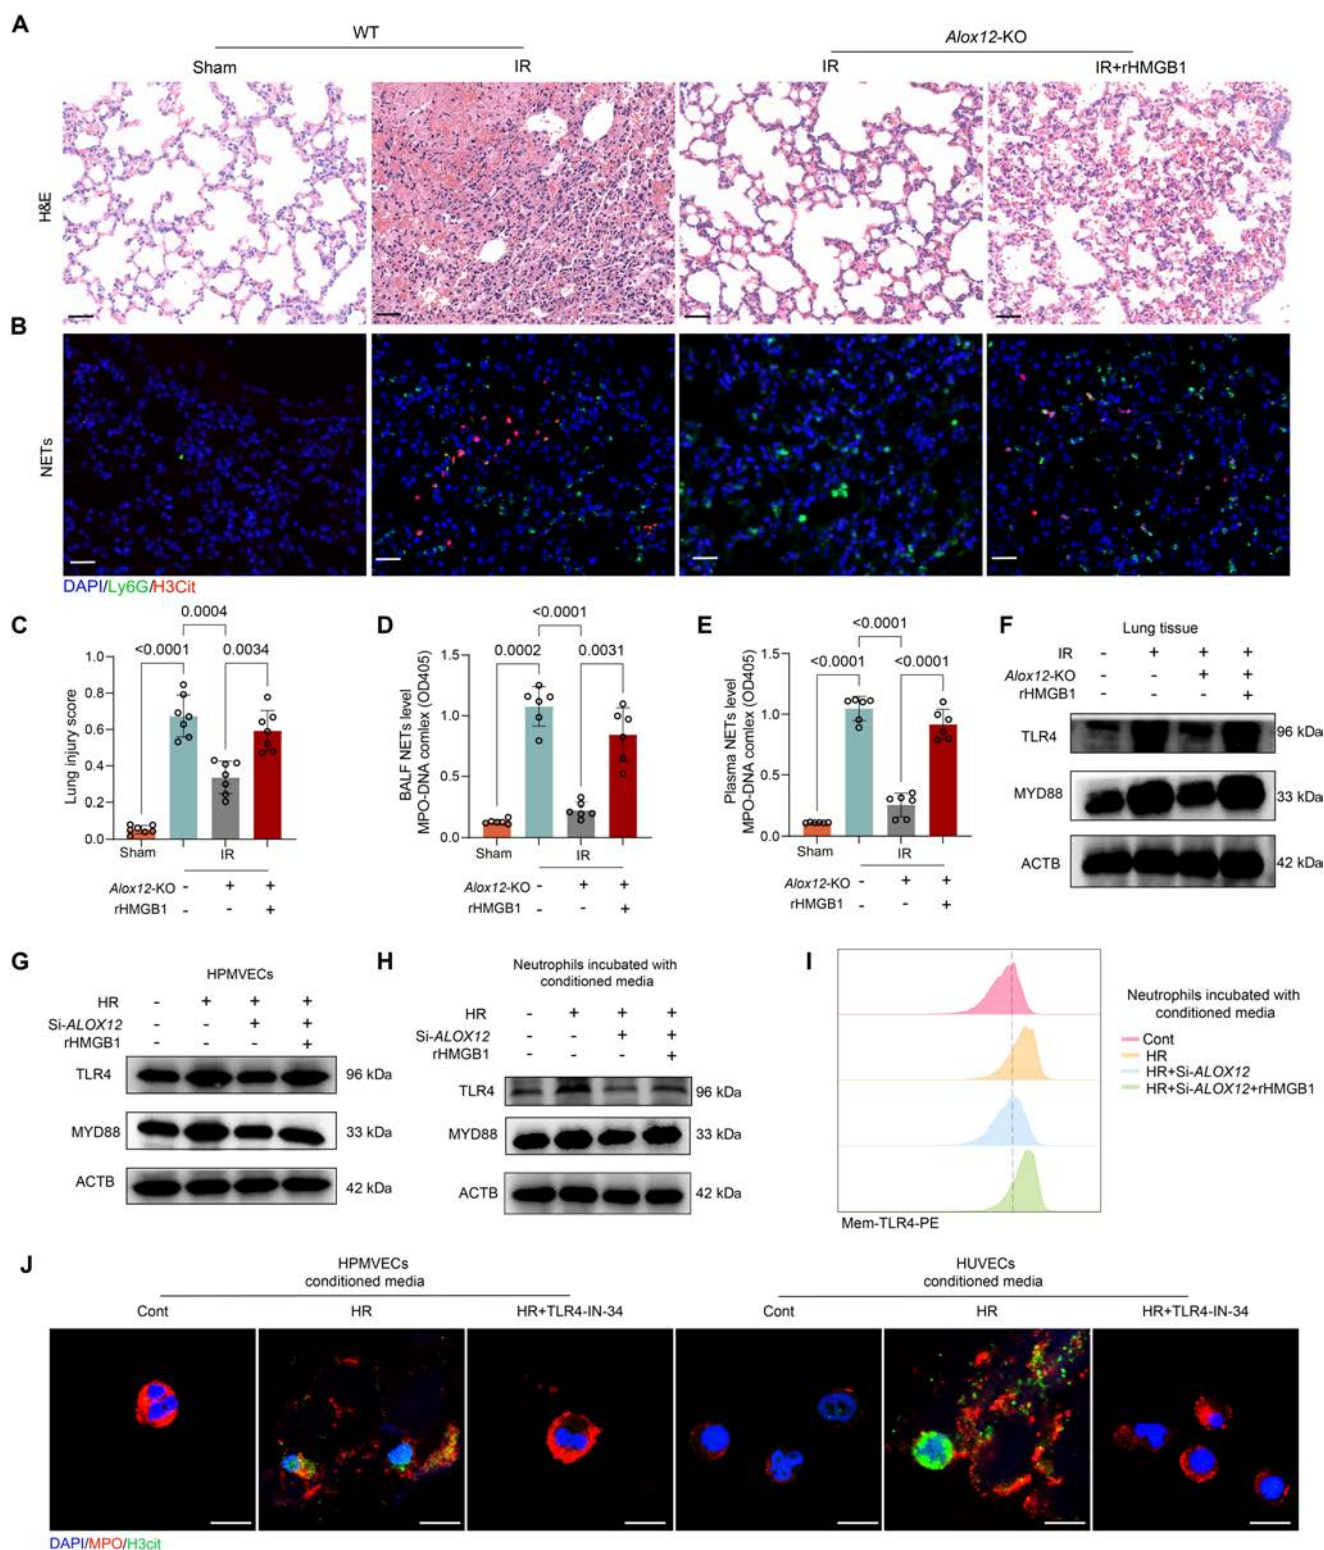 A
WT
Alox12-KO
Sham
IR
IR
IR+rHMGB1
H&E
B
NETs
DAPI/Ly6G/H3Cit
C
0.0004
<0.0001
0.0034
Lung injury score
1.0
0.8
0.6
0.4
0.2
0.0
Sham
IR
Alox12-KO - + +
rHMGB1 - - +
D
<0.0001
0.0002
0.0031
BALF NETs level
MPO-DNA comlex (OD405)
1.5
1.0
0.5
0.0
Sham
IR
Alox12-KO - + +
rHMGB1 - - +
E
<0.0001
<0.0001
<0.0001
Plasma NETs level
MPO-DNA comlex (OD405)
1.5
1.0
0.5
0.0
Sham
IR
Alox12-KO - + +
rHMGB1 - - +
F
Lung tissue
IR - + + +
Alox12-KO - - + +
rHMGB1 - - - +
TLR4 96 kDa
MYD88 33 kDa
ACTB 42 kDa
G
HPMVECs
HR - + + +
Si-ALOX12 - - + +
rHMGB1 - - - +
TLR4 96 kDa
MYD88 33 kDa
ACTB 42 kDa
H
Neutrophils incubated with
conditioned media
HR - + + +
Si-ALOX12 - - + +
rHMGB1 - - - +
TLR4 96 kDa
MYD88 33 kDa
ACTB 42 kDa
I
Mem-TLR4-PE
Neutrophils incubated with
conditioned media
Cont
HR
HR+Si-ALOX12
HR+Si-ALOX12+rHMGB1
J
HPMVECs
conditioned media
HUVECs
conditioned media
Cont
HR
HR+TLR4-IN-34
Cont
HR
HR+TLR4-IN-34
DAPI/MPO/H3cit